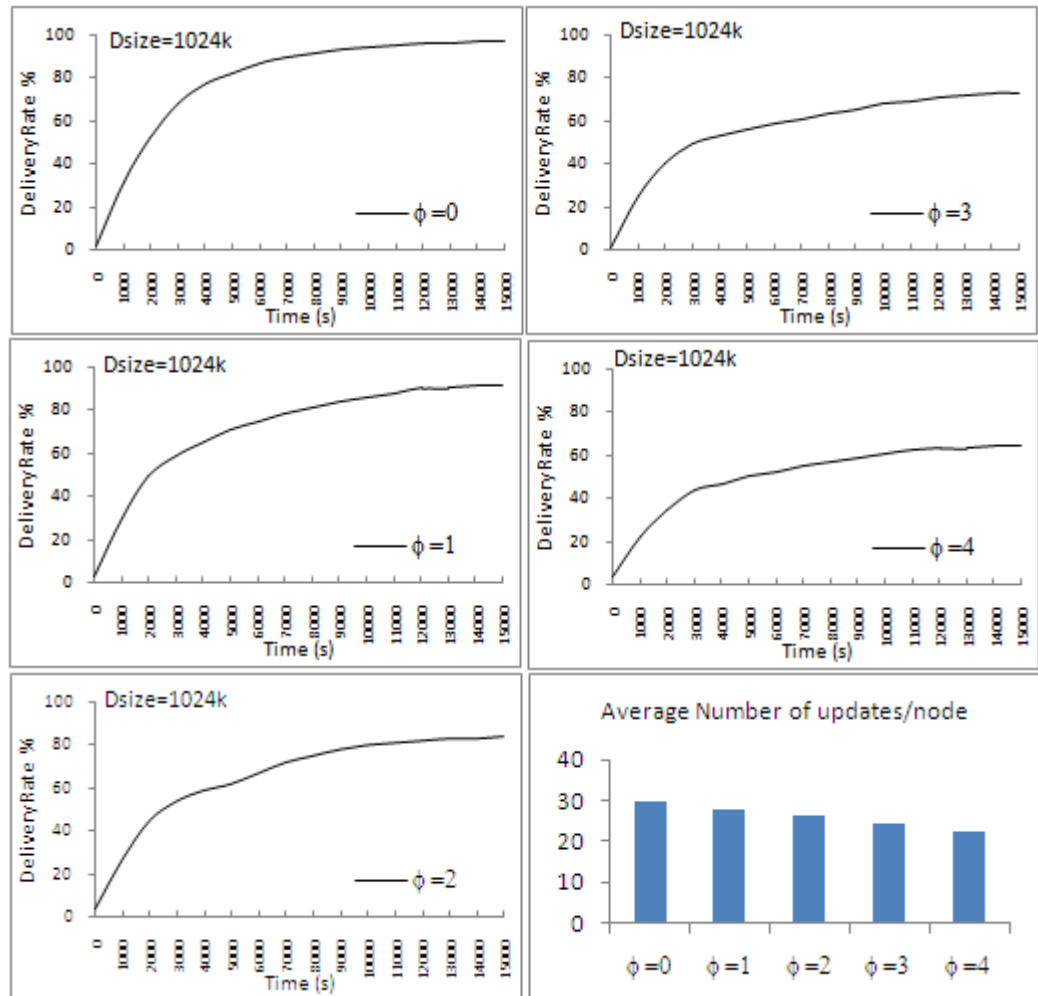 Dsize=1024k
DeliveryRate %
100
80
60
40
20
0
ϕ=0
0 1000 2000 3000 4000 5000 6000 7000 8000 9000 10000 11000 12000 13000 14000 15000
Time (s)
Dsize=1024k
DeliveryRate %
100
80
60
40
20
0
ϕ=3
0 1000 2000 3000 4000 5000 6000 7000 8000 9000 10000 11000 12000 13000 14000 15000
Time (s)
Dsize=1024k
DeliveryRate %
100
80
60
40
20
0
ϕ=1
0 1000 2000 3000 4000 5000 6000 7000 8000 9000 10000 11000 12000 13000 14000 15000
Time (s)
Dsize=1024k
DeliveryRate %
100
80
60
40
20
0
ϕ=4
0 1000 2000 3000 4000 5000 6000 7000 8000 9000 10000 11000 12000 13000 14000 15000
Time (s)
Dsize=1024k
DeliveryRate %
100
80
60
40
20
0
ϕ=2
0 1000 2000 3000 4000 5000 6000 7000 8000 9000 10000 11000 12000 13000 14000 15000
Time (s)
Average Number of updates/node
40
30
20
10
0
ϕ=0 ϕ=1 ϕ=2 ϕ=3 ϕ=4